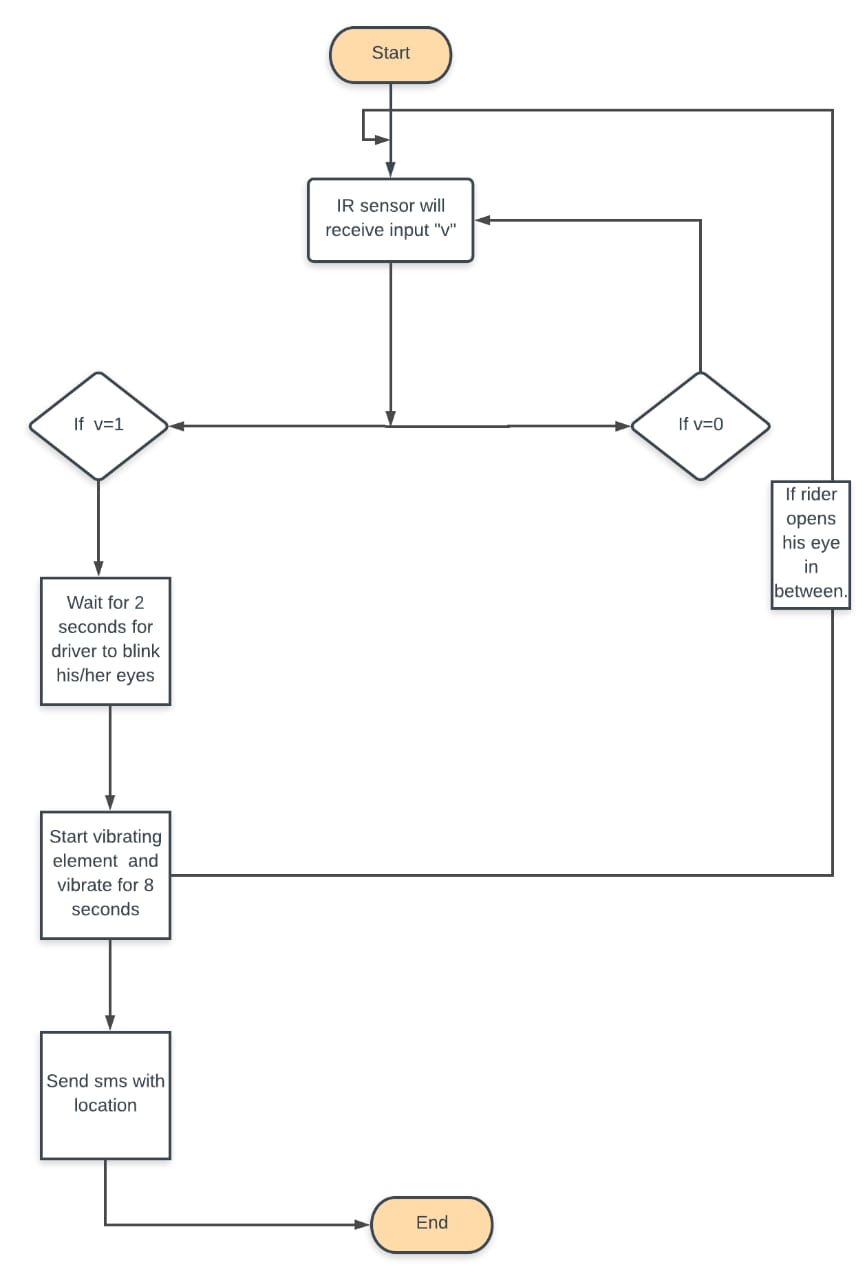 Start
IR sensor will
receive input "v"
If  v=1
If v=0
If rider
opens
his eye
in
between.
Wait for 2
seconds for
driver to blink
his/her eyes
Start vibrating
element  and
vibrate for 8
seconds
Send sms with
location
End